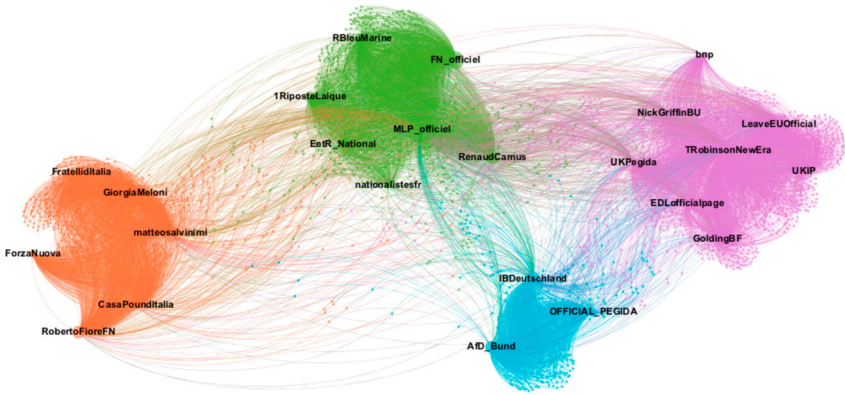 RBleuMarine
FN_officiel
bnp
1RiposteLaique
NickGriffinBU
LeaveEUOfficial
MLP_officiel
EetR_National
TRobinsonNewEra
RenaudCamus
UKPegida
UKIP
FratellidItalia
nationalistesfr
GiorgiaMeloni
EDLofficialpage
matteosalvinimi
GoldingBF
ForzaNuova
IBDeutschland
CasaPoundItalia
OFFICIAL_PEGIDA
RobertoFioreFN
AfD_Bund